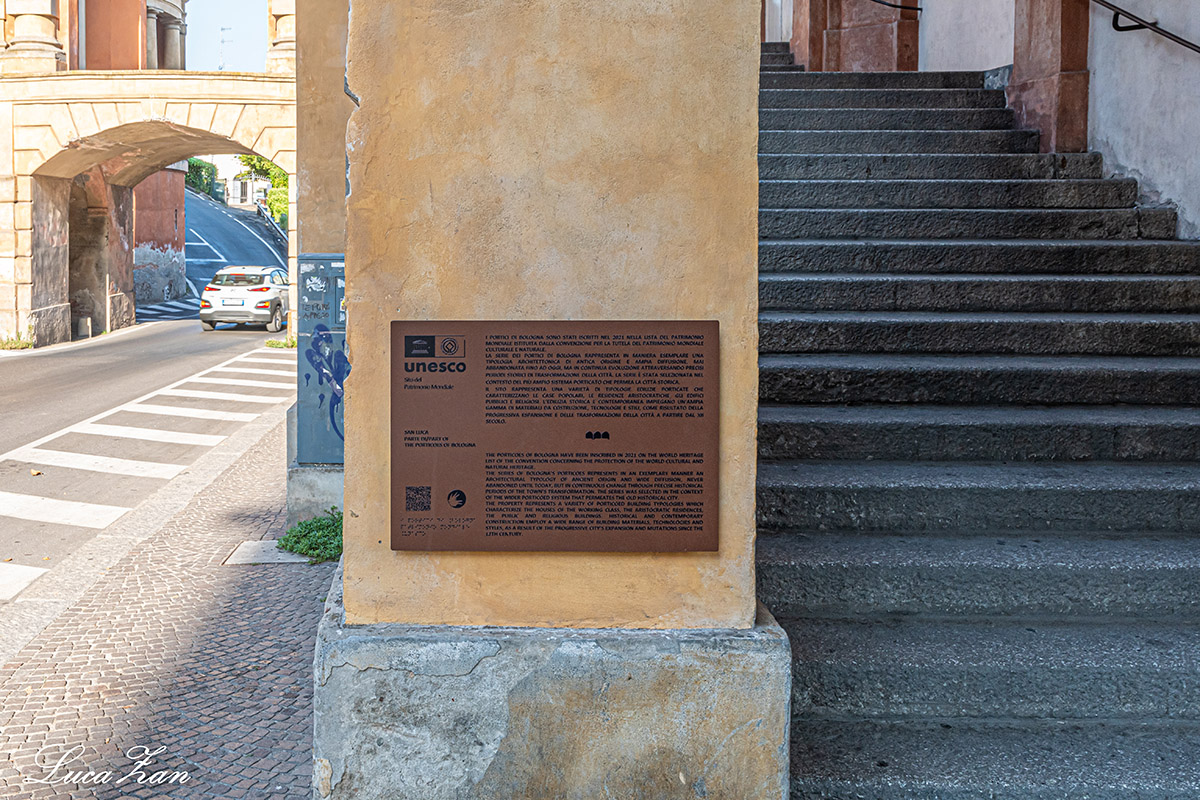 unesco
Sito del
Patrimonio Mondiale
SAN LUCA
PARTE DI/PART OF
THE PORTICOES OF BOLOGNA
I PORTICI DI BOLOGNA SONO STATI ISCRITTI NEL 2021 NELLA LISTA DEL PATRIMONIO
MONDIALE ISTITUITA DALLA CONVENZIONE PER LA TUTELA DEL PATRIMONIO MONDIALE
CULTURALE E NATURALE.
LA SERIE DEI PORTICI DI BOLOGNA RAPPRESENTA IN MANIERA ESEMPLARE UNA
TIPOLOGIA ARCHITETTONICA DI ANTICA ORIGINE E AMPIA DIFFUSIONE, MAI
ABBANDONATA FINO AD OGGI, MA IN CONTINUA EVOLUZIONE ATTRAVERSANDO PRECISI
PERIODI STORICI DI TRASFORMAZIONI DELLA CITTÀ. LA SERIE È STATA SELEZIONATA NEL
CONTESTO DEL PIÙ AMPIO SISTEMA PORTICATO CHE PERMEA LA CITTÀ STORICA.
IL SITO RAPPRESENTA UNA VARIETÀ DI TIPOLOGIE EDILIZIE PORTICATE CHE
CARATTERIZZANO LE CASE POPOLARI, LE RESIDENZE ARISTOCRATICHE, GLI EDIFICI
PUBBLICI E RELIGIOSI. L'EDILIZIA STORICA E CONTEMPORANEA IMPIEGANO UN'AMPIA
GAMMA DI MATERIALI DA COSTRUZIONE, TECNOLOGIE E STILI, COME RISULTATO DELLA
PROGRESSIVA ESPANSIONE E DELLE TRASFORMAZIONI DELLA CITTÀ A PARTIRE DAL XII
SECOLO.
THE PORTICOES OF BOLOGNA HAVE BEEN INSCRIBED IN 2021 ON THE WORLD HERITAGE
LIST OF THE CONVENTION CONCERNING THE PROTECTION OF THE WORLD CULTURAL AND
NATURAL HERITAGE.
THE SERIES OF BOLOGNA'S PORTICOES REPRESENTS IN AN EXEMPLARY MANNER AN
ARCHITECTURAL TYPOLOGY OF ANCIENT ORIGIN AND WIDE DIFFUSION, NEVER
ABANDONED UNTIL TODAY, BUT IN CONTINUOUS CHANGE THROUGH PRECISE HISTORICAL
PERIODS OF THE TOWN'S TRANSFORMATION. THE SERIES WAS SELECTED IN THE CONTEXT
OF THE WIDER PORTICOED SYSTEM THAT PERMEATES THE OLD HISTORICAL CITY.
THE PROPERTY REPRESENTS A VARIETY OF PORTICOED BUILDING TYPOLOGIES WHICH
CHARACTERIZE THE HOUSES OF THE WORKING CLASS, THE ARISTOCRATIC RESIDENCES,
THE PUBLIC AND RELIGIOUS BUILDINGS. HISTORICAL AND CONTEMPORARY
CONSTRUCTION EMPLOY A WIDE RANGE OF BUILDING MATERIALS, TECHNOLOGIES AND
STYLES, AS A RESULT OF THE PROGRESSIVE CITY'S EXPANSION AND MUTATIONS SINCE THE
12TH CENTURY.
Luca Zan